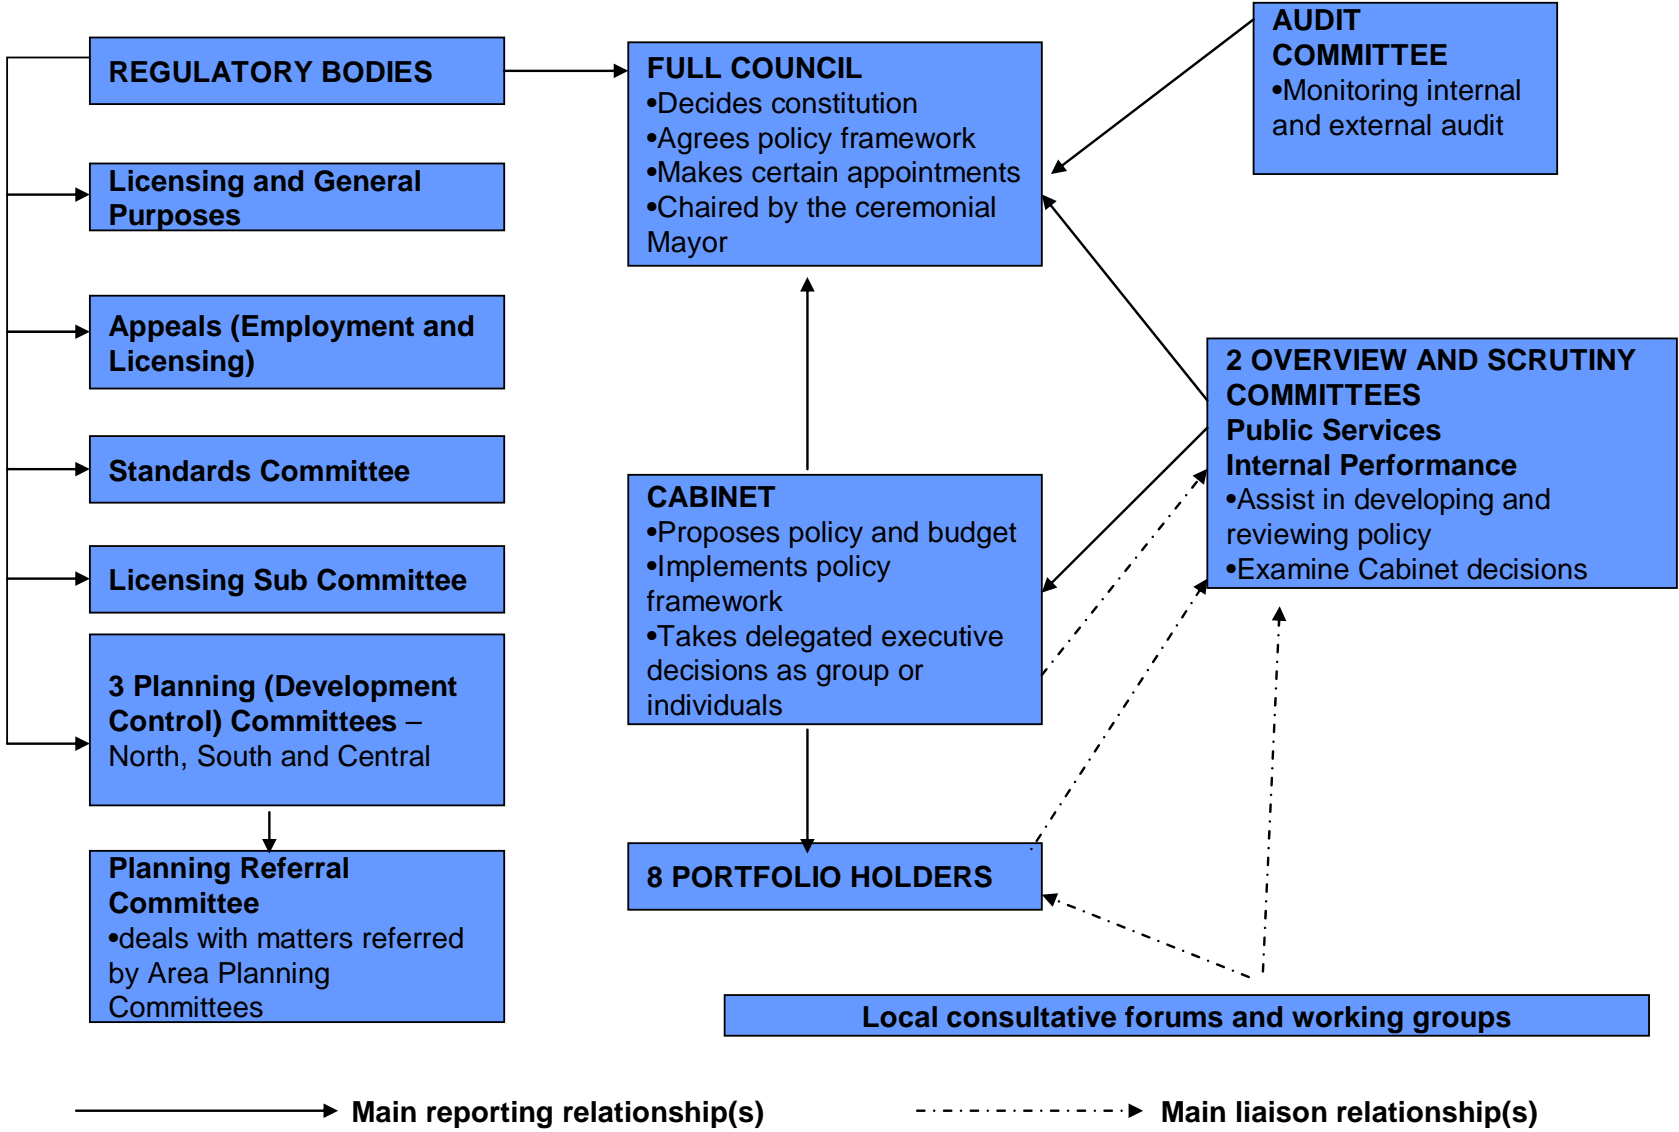 REGULATORY BODIES
Licensing and General
Purposes
Appeals (Employment and
Licensing)
Standards Committee
Licensing Sub Committee
3 Planning (Development
Control) Committees –
North, South and Central
Planning Referral
Committee
•deals with matters referred
by Area Planning
Committees
FULL COUNCIL
•Decides constitution
•Agrees policy framework
•Makes certain appointments
•Chaired by the ceremonial
Mayor
CABINET
•Proposes policy and budget
•Implements policy
framework
•Takes delegated executive
decisions as group or
individuals
8 PORTFOLIO HOLDERS
AUDIT
COMMITTEE
•Monitoring internal
and external audit
2 OVERVIEW AND SCRUTINY
COMMITTEES
Public Services
Internal Performance
•Assist in developing and
reviewing policy
•Examine Cabinet decisions
Local consultative forums and working groups
Main reporting relationship(s)
Main liaison relationship(s)